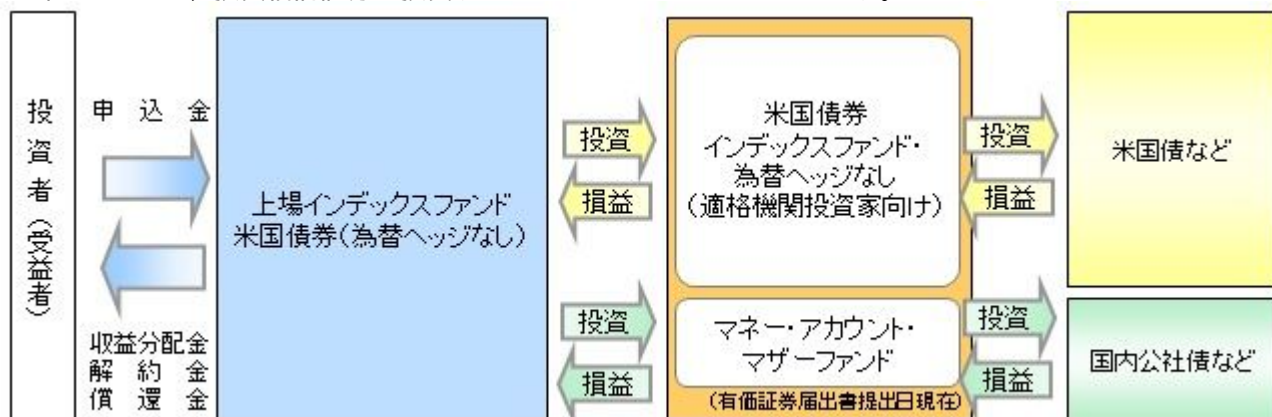 投資者(受益者)
申込金
収益分配金
解約金
償還金
上場インデックスファンド
米国債券(為替ヘッジなし)
投資
損益
投資
損益
米国債券
インデックスファンド・
為替ヘッジなし
(適格機関投資家向け)
マネー・アカウント・
マザーファンド
(有価証券届出書提出日現在)
投資
損益
投資
損益
米国債など
国内公社債など